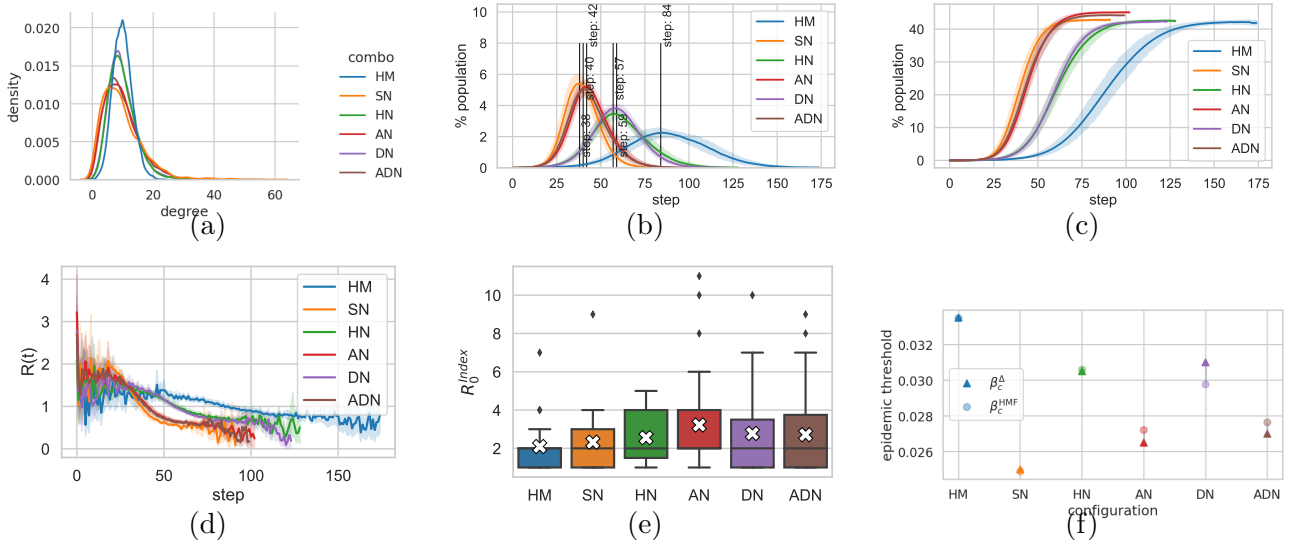 density
0.020
0.015
0.010
0.005
0.000
0
20
40
60
degree
combo
HM
SN
HN
AN
DN
ADN
(a)
% population
10
8
6
4
2
0
0
25
50
75
100
125
150
175
step
step: 42
step: 84
step: 40
step: 57
step: 38
step: 59
HM
SN
HN
AN
DN
ADN
(b)
% population
40
30
20
10
0
0
25
50
75
100
125
150
175
step
HM
SN
HN
AN
DN
ADN
(c)
R(t)
4
3
2
1
0
0
50
100
150
step
HM
SN
HN
AN
DN
ADN
(d)
R₀^Index
10
8
6
4
2
HM
SN
HN
AN
DN
ADN
(e)
epidemic threshold
0.032
0.030
0.028
0.026
β_c^Δ
β_c^HMF
HM
SN
HN
AN
DN
ADN
configuration
(f)